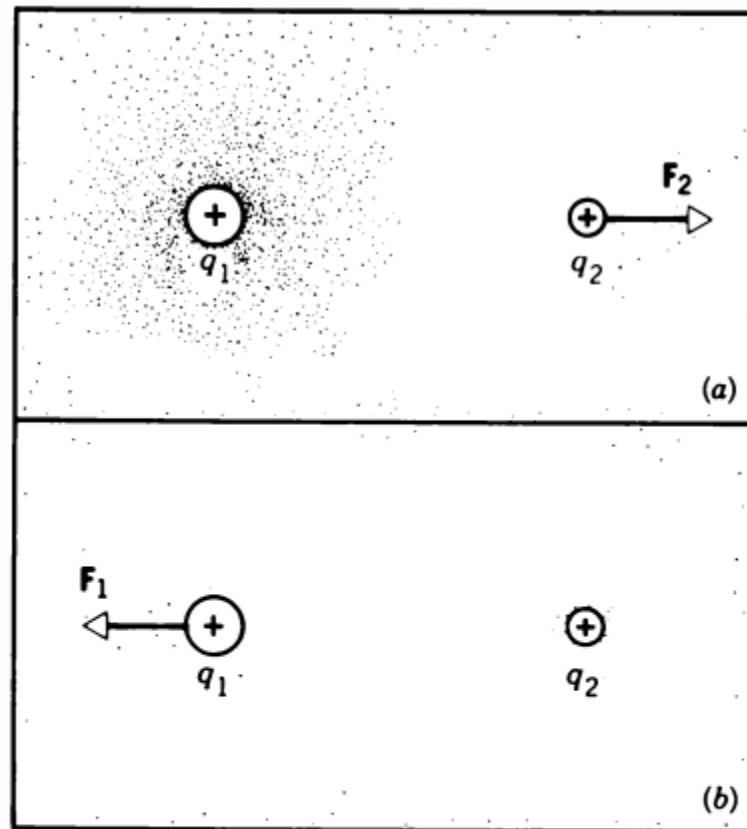 +
q₁
+
q₂
F₂
(a)
F₁
+
q₁
+
q₂
(b)